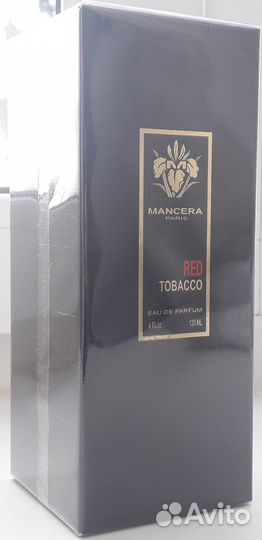 MANCERA
PARIS
RED
TOBACCO
EAU DE PARFUM
4 Fl.oz 120 ML
Avito